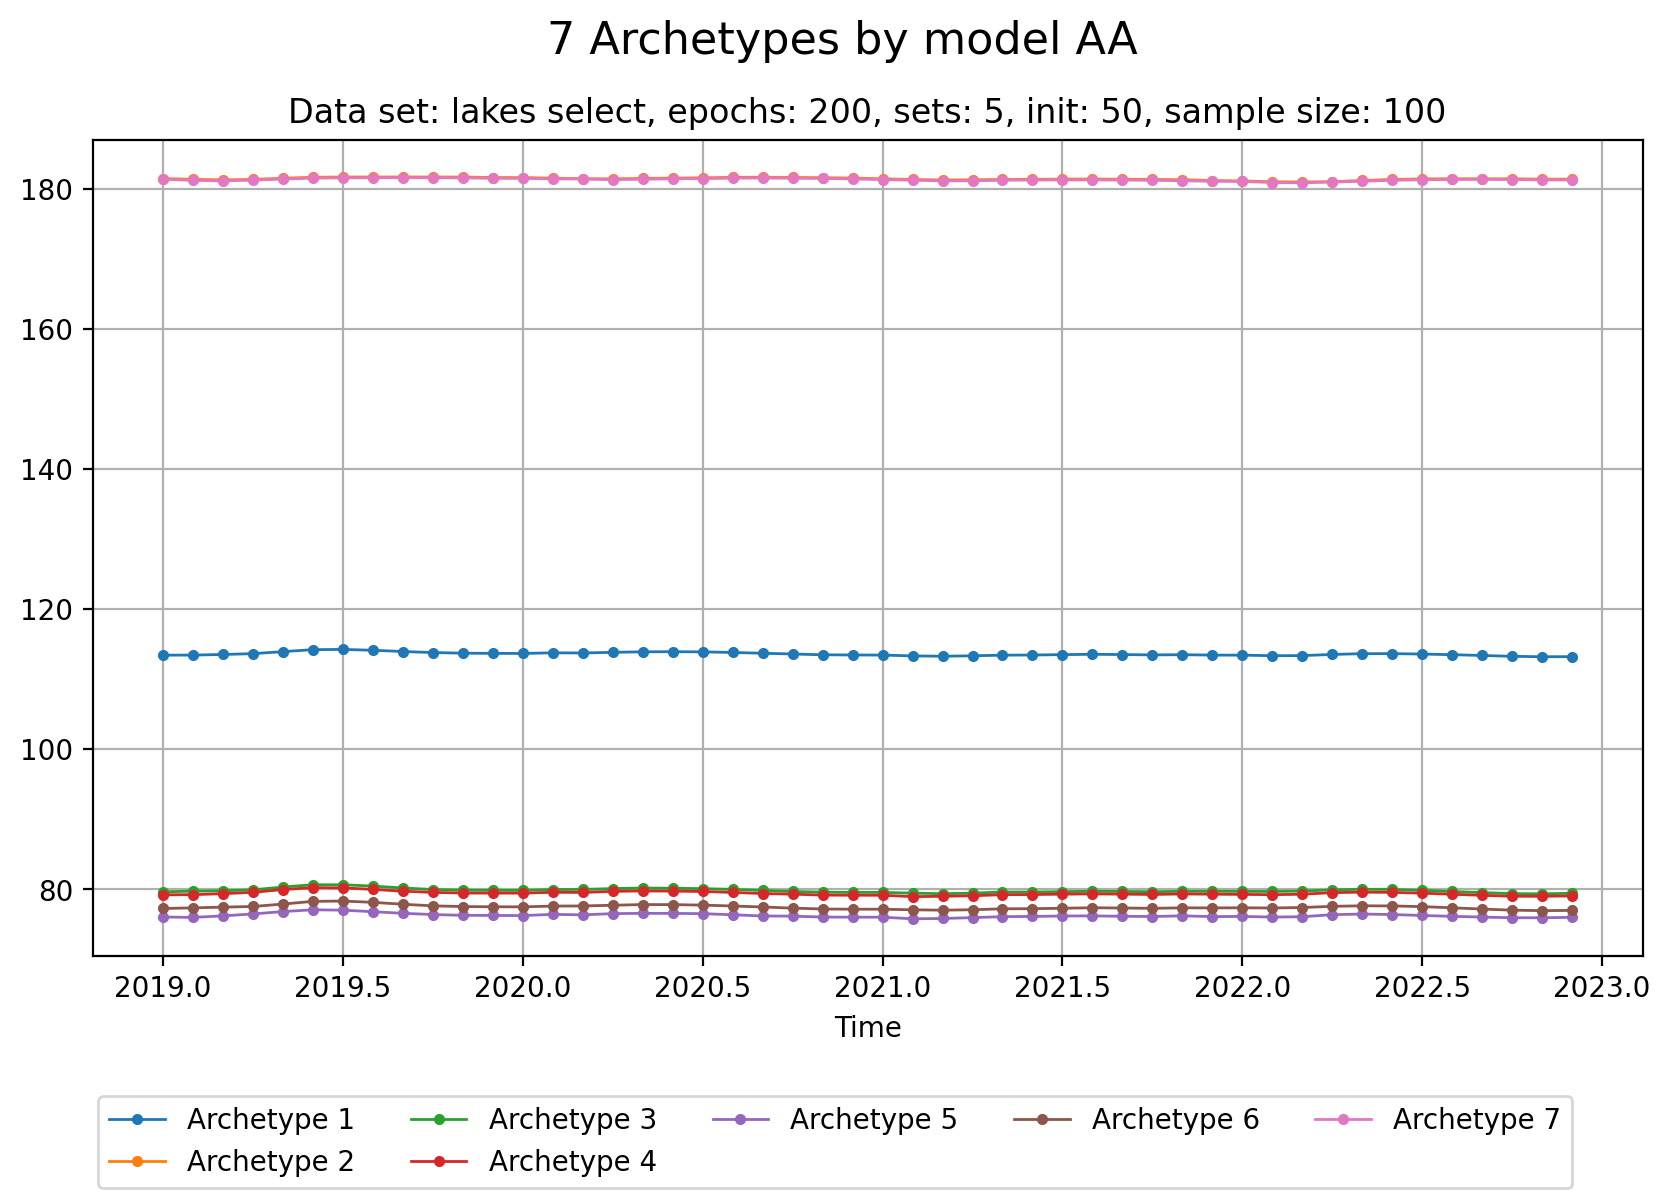 7 Archetypes by model AA
Data set: lakes select, epochs: 200, sets: 5, init: 50, sample size: 100
180
160
140
120
100
80
2019.0 2019.5 2020.0 2020.5 2021.0 2021.5 2022.0 2022.5 2023.0
Time
Archetype 1 Archetype 3 Archetype 5 Archetype 6 Archetype 7
Archetype 2 Archetype 4